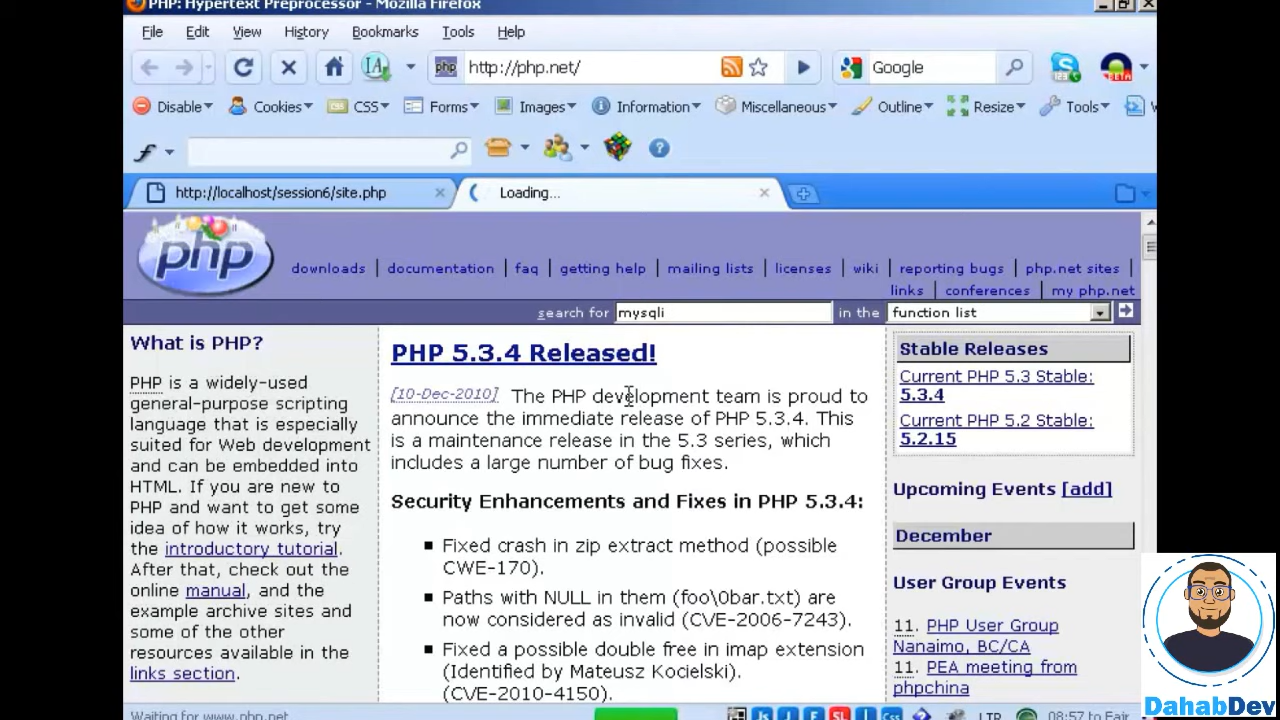 PHP: Hypertext Preprocessor - Mozilla Firefox
File Edit View History Bookmarks Tools Help
php http://php.net/ Google
Disable Cookies CSS Forms Images Information Miscellaneous Outline Resize Tools
http://localhost/session6/site.php Loading...
php
downloads | documentation | faq | getting help | mailing lists | licenses | wiki | reporting bugs | php.net sites |
links | conferences | my php.net
search for mysqli in the function list
What is PHP?
PHP is a widely-used
general-purpose scripting
language that is especially
suited for Web development
and can be embedded into
HTML. If you are new to
PHP and want to get some
idea of how it works, try
the introductory tutorial.
After that, check out the
online manual, and the
example archive sites and
some of the other
resources available in the
links section.
PHP 5.3.4 Released!
[10-Dec-2010] The PHP development team is proud to
announce the immediate release of PHP 5.3.4. This
is a maintenance release in the 5.3 series, which
includes a large number of bug fixes.
Security Enhancements and Fixes in PHP 5.3.4:
Fixed crash in zip extract method (possible
CWE-170).
Paths with NULL in them (foo\0bar.txt) are
now considered as invalid (CVE-2006-7243).
Fixed a possible double free in imap extension
(Identified by Mateusz Kocielski).
(CVE-2010-4150).
Stable Releases
Current PHP 5.3 Stable:
5.3.4
Current PHP 5.2 Stable:
5.2.15
Upcoming Events [add]
December
User Group Events
11. PHP User Group
Nanaimo, BC/CA
11. PEA meeting from
phpchina
DahabDev
Waiting for www.php.net
LTR 08:57 to Fajr